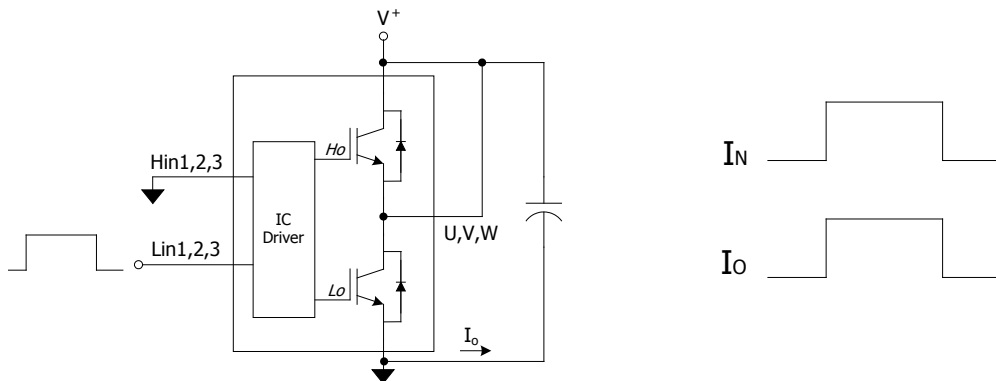 V+
Ho
Hin1,2,3
IC
Driver
U,V,W
Lin1,2,3
Lo
Io
IN
IO